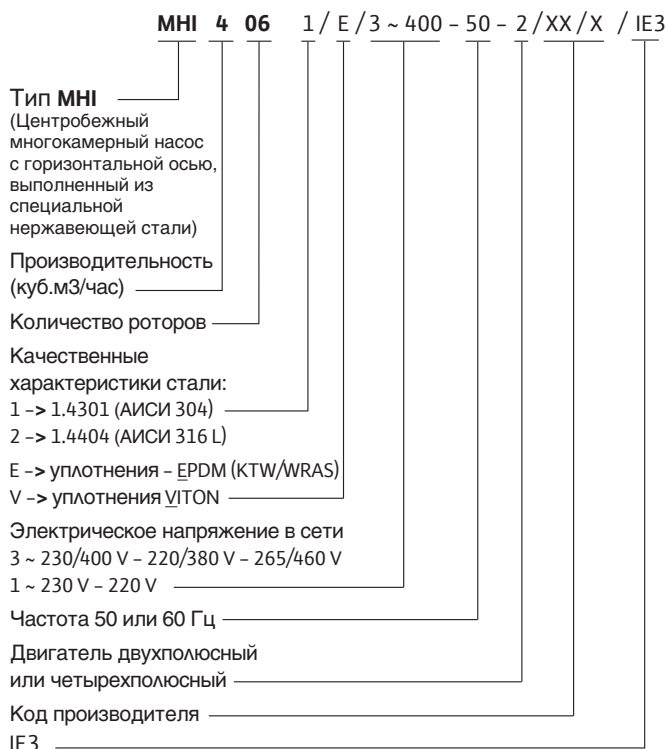 MHI 4 06 1 / E / 3 ~ 400 – 50 – 2 / XX / X / IE3
Тип MHI
(Центробежный
многокамерный насос
с горизонтальной осью,
выполненный из
специальной
нержавеющей стали)
Производительность
(куб.м3/час)
Количество роторов
Качественные
характеристики стали:
1 –> 1.4301 (АИСИ 304)
2 –> 1.4404 (АИСИ 316 L)
E –> уплотнения – EPDM (KTW/WRAS)
V –> уплотнения VITON
Электрическое напряжение в сети
3 ~ 230/400 V – 220/380 V – 265/460 V
1 ~ 230 V – 220 V
Частота 50 или 60 Гц
Двигатель двухполюсный
или четырехполюсный
Код производителя
IE3